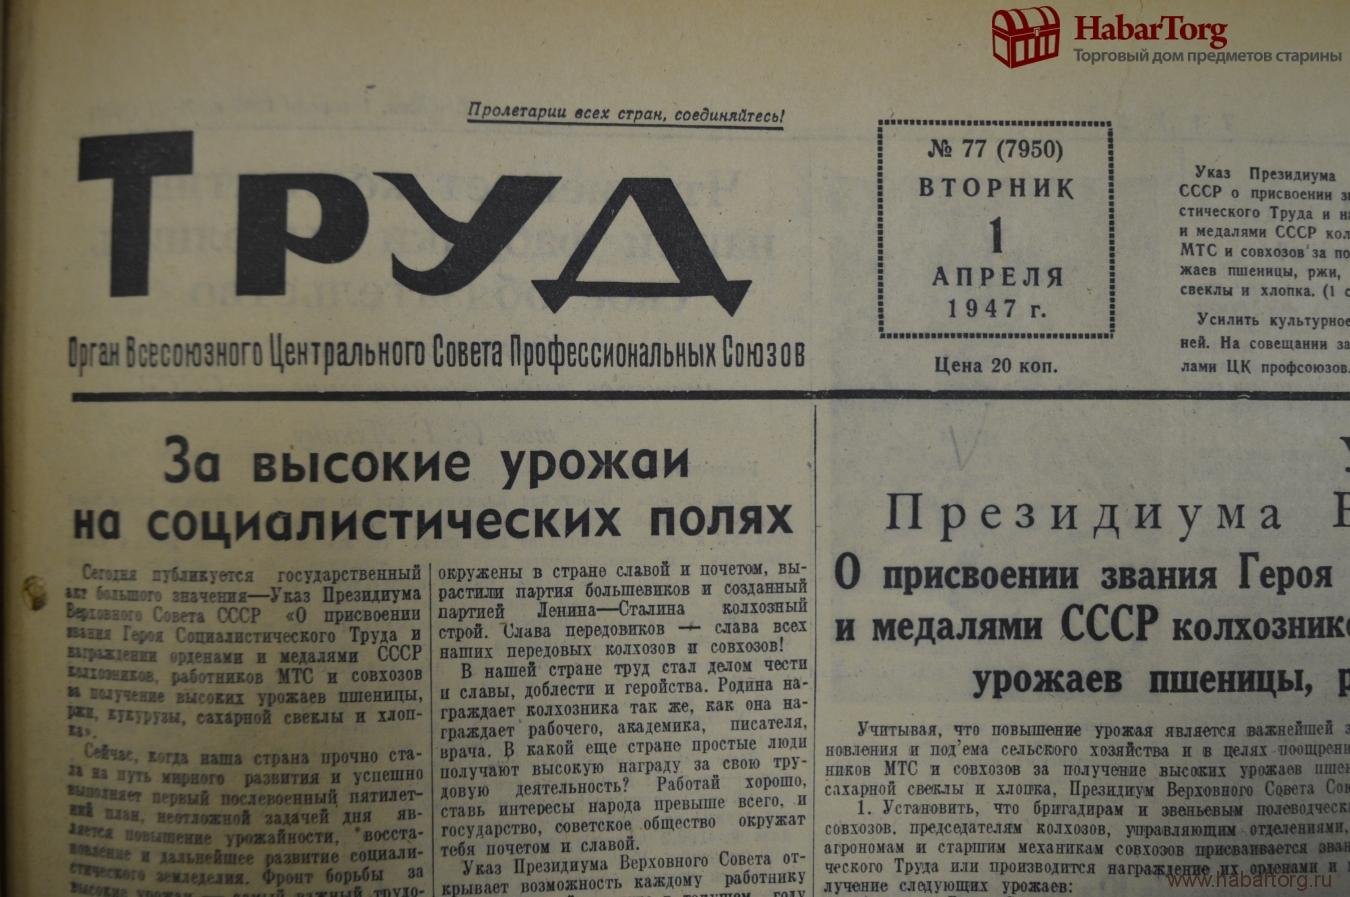 HabarTorg
Торговый дом предметов старины
Пролетарии всех стран, соединяйтесь!
ТРУД
Орган Всесоюзного Центрального Совета Профессиональных Союзов
№ 77 (7950)
ВТОРНИК
1
АПРЕЛЯ
1947 г.
Цена 20 коп.
Указ Президиума
СССР о присвоении
стического Труда и
и медалями СССР
МТС и совхозов за
жаев пшеницы, ржи,
свеклы и хлопка. (1
Усилить культурное
ней. На совещании
лами ЦК профсоюзов.
За высокие урожаи
на социалистических полях
Сегодня публикуется государственный
акт большого значения—Указ Президиума
Верховного Совета СССР «О присвоении
звания Героя Социалистического Труда и
награждении орденами и медалями СССР
колхозников, работников МТС и совхозов
за получение высоких урожаев пшеницы,
ржи, кукурузы, сахарной свеклы и хлоп-
ка».
Сейчас, когда наша страна прочно ста-
ла на путь мирного развития и успешно
выполняет первый послевоенный пятилет-
ний план, неотложной задачей дня яв-
ляется повышение урожайности, восста-
новление и дальнейшее развитие социали-
стического земледелия. Фронт борьбы за
высокие
окружены в стране славой и почетом, вы-
растили партия большевиков и созданный
партией Ленина—Сталина колхозный
строй. Слава передовиков — слава всех
наших передовых колхозов и совхозов!
В нашей стране труд стал делом чести
и славы, доблести и геройства. Родина на-
граждает колхозника так же, как она на-
граждает рабочего, академика, писателя,
врача. В какой еще стране простые люди
получают высокую награду за свою тру-
довую деятельность? Работай хорошо,
ставь интересы народа превыше всего, и
государство, советское общество окружат
тебя почетом и славой.
Указ Президиума Верховного Совета от-
крывает возможность каждому работнику
Президиума
О присвоении звания Героя
и медалями СССР
урожаев пшеницы,
Учитывая, что повышение урожая является важнейшей
новления и под'ема сельского хозяйства и в целях
ников МТС и совхозов за получение высоких урожаев
сахарной свеклы и хлопка, Президиум Верховного Совета
1. Установить, что бригадирам и звеньевым
совхозов, председателям колхозов, управляющим отделениями,
агрономам и старшим механикам совхозов присваивается
ческого Труда или производится награждение их орденами и
лучение следующих урожаев:
www.habartorg.ru